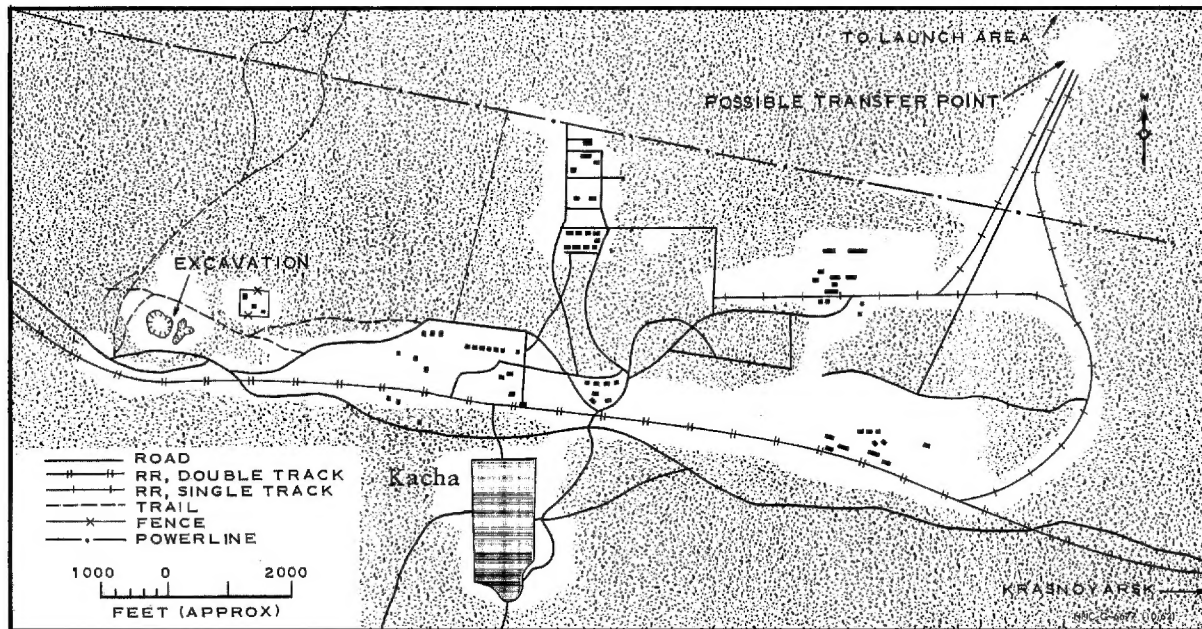 TO LAUNCH AREA
POSSIBLE TRANSFER POINT
N
EXCAVATION
Kacha
ROAD
RR, DOUBLE TRACK
RR, SINGLE TRACK
TRAIL
FENCE
POWERLINE
1000 0 2000
FEET (APPROX)
KRASNOYARSK